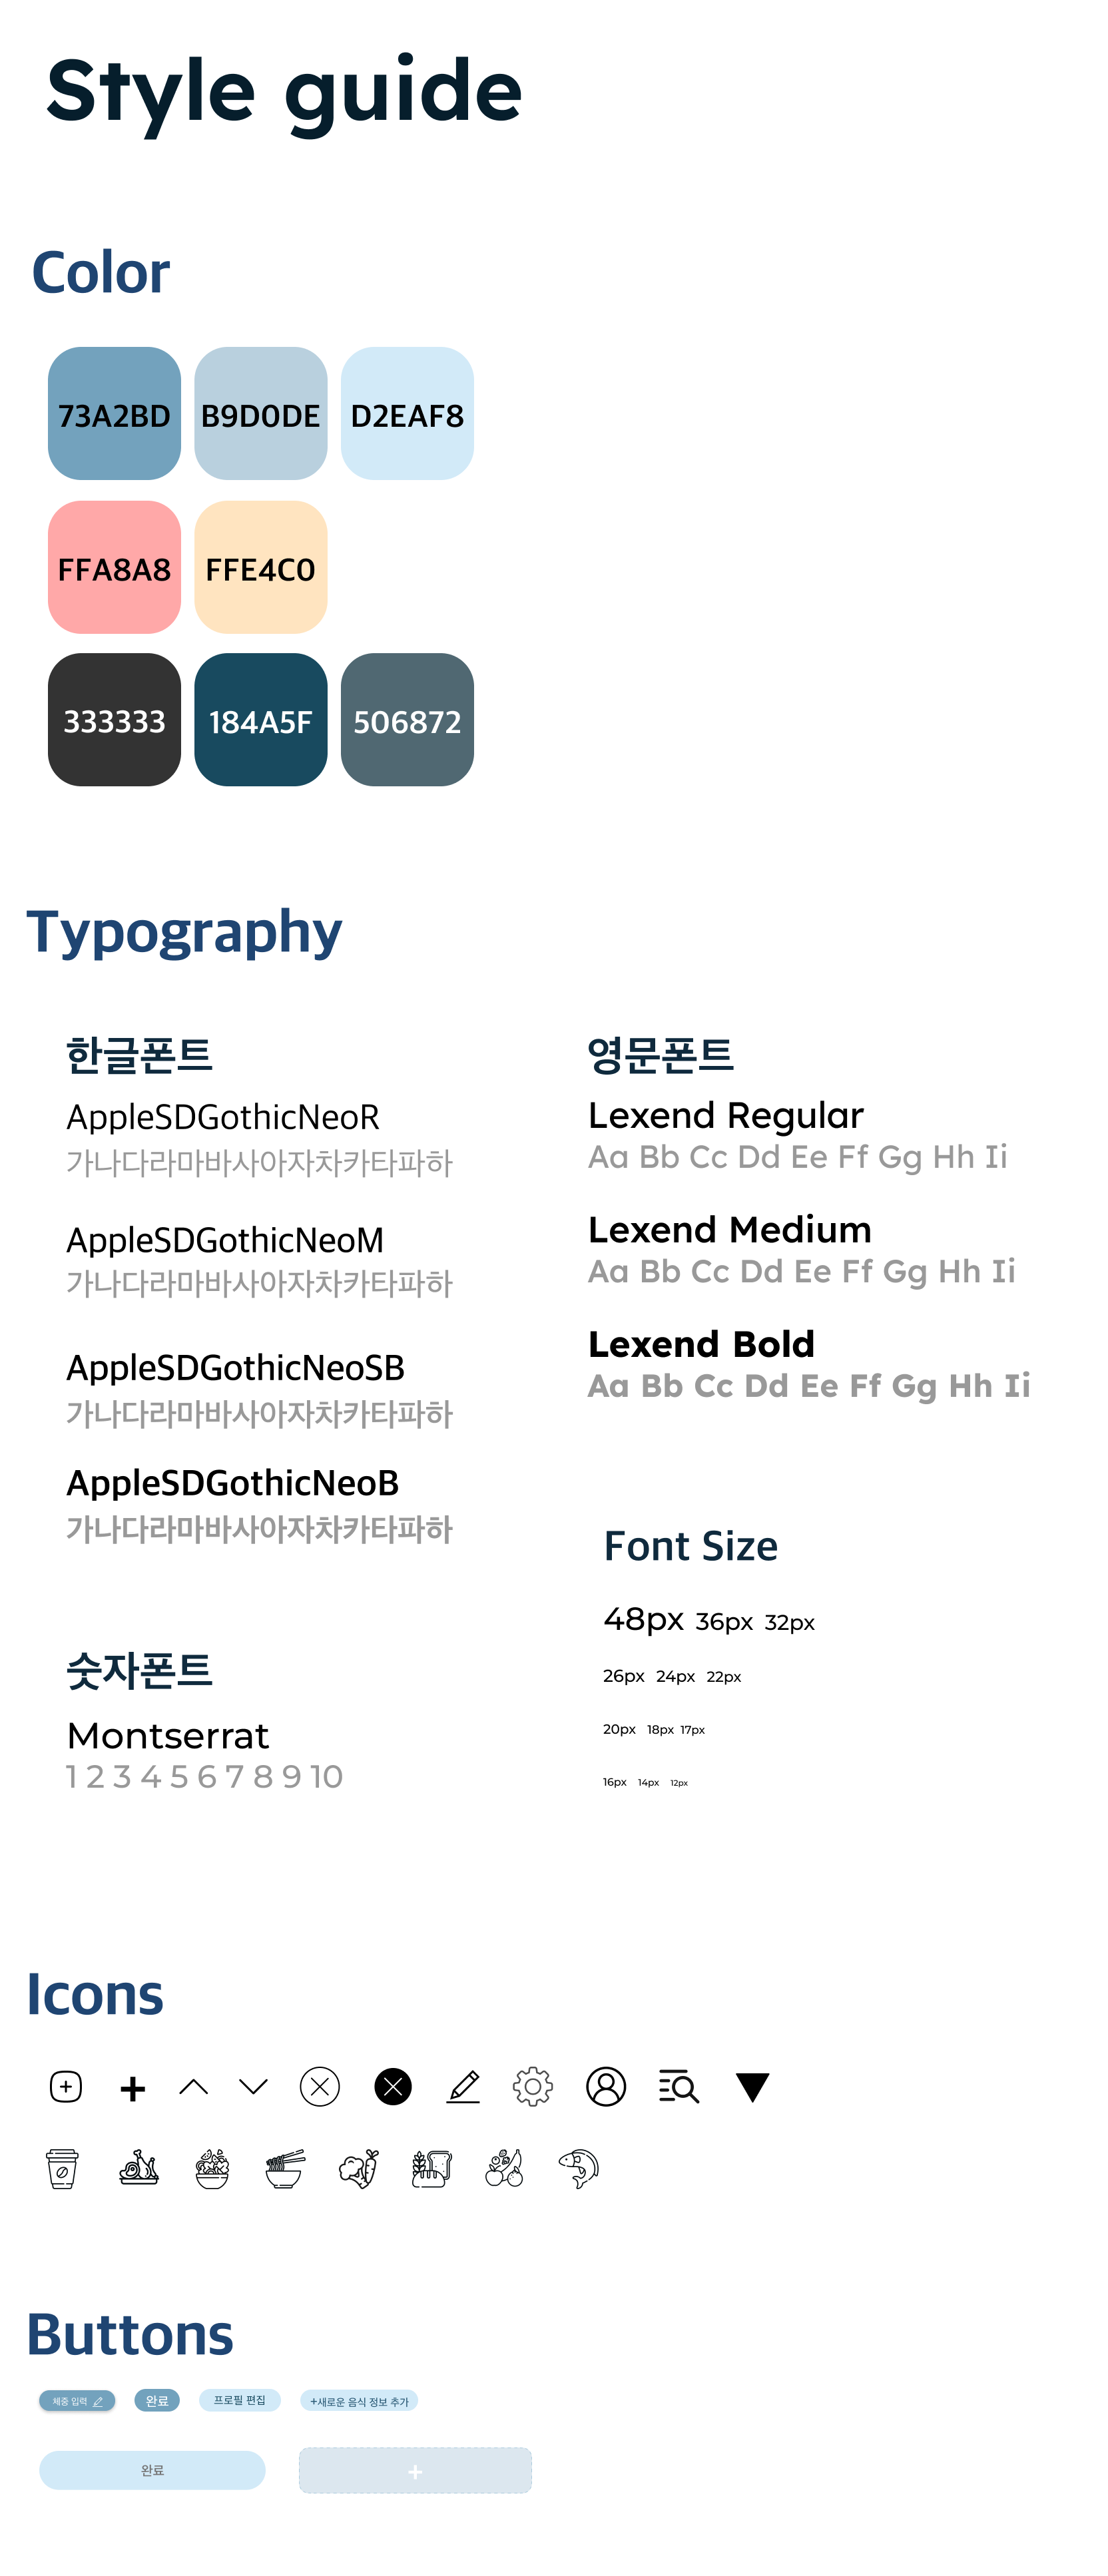 Style guide
Color
73A2BD B9D0DE D2EAF8
FFA8A8 FFE4C0
333333 184A5F 506872
Typography
한글폰트
AppleSDGothicNeoR
가나다라마바사아자차카타파하
AppleSDGothicNeoM
가나다라마바사아자차카타파하
AppleSDGothicNeoSB
가나다라마바사아자차카타파하
AppleSDGothicNeoB
가나다라마바사아자차카타파하
숫자폰트
Montserrat
1 2 3 4 5 6 7 8 9 10
영문폰트
Lexend Regular
Aa Bb Cc Dd Ee Ff Gg Hh Ii
Lexend Medium
Aa Bb Cc Dd Ee Ff Gg Hh Ii
Lexend Bold
Aa Bb Cc Dd Ee Ff Gg Hh Ii
Font Size
48px 36px 32px
26px 24px 22px
20px 18px 17px
16px 14px 12px
Icons
Buttons
체중 입력 완료 프로필 편집 +새로운 음식 정보 추가
완료 +